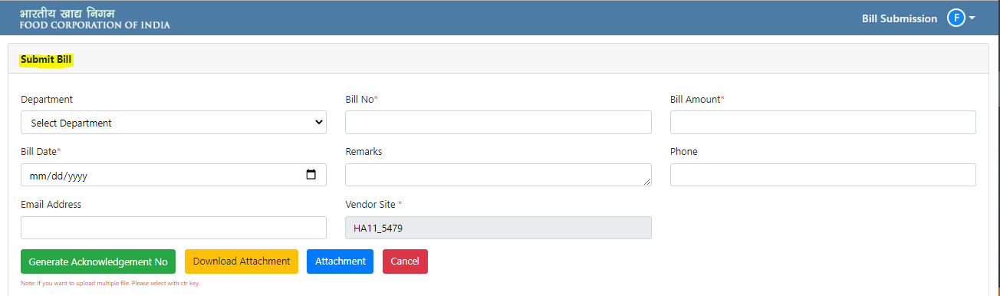 भारतीय खाद्य निगम
FOOD CORPORATION OF INDIA
Bill Submission F
Submit Bill
Department Bill No* Bill Amount*
Select Department
Bill Date* Remarks Phone
mm/dd/yyyy
Email Address Vendor Site *
HA11_5479
Generate Acknowledgement No Download Attachment Attachment Cancel
Note: If you want to upload multiple file. Please select with ctr key.